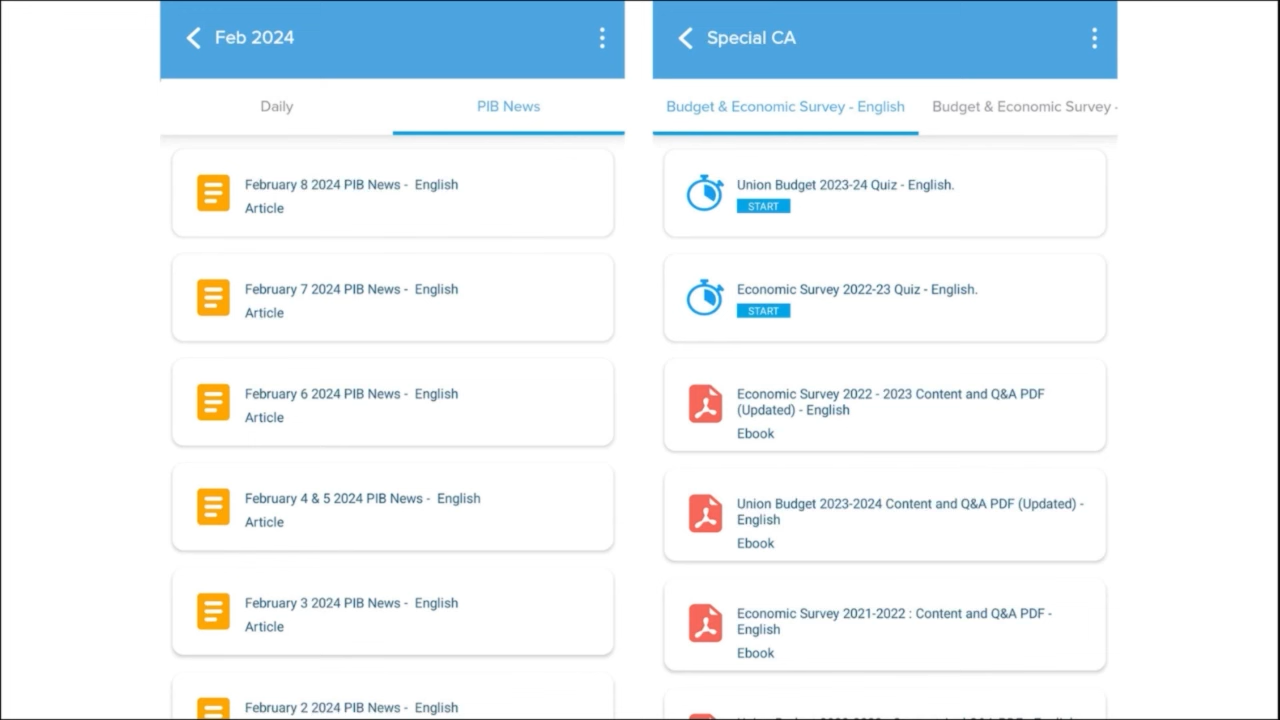 Feb 2024
Daily
PIB News
February 8 2024 PIB News - English
Article
February 7 2024 PIB News - English
Article
February 6 2024 PIB News - English
Article
February 4 & 5 2024 PIB News - English
Article
February 3 2024 PIB News - English
Article
February 2 2024 PIB News - English
Special CA
Budget & Economic Survey - English
Budget & Economic Survey -
Union Budget 2023-24 Quiz - English.
START
Economic Survey 2022-23 Quiz - English.
START
Economic Survey 2022 - 2023 Content and Q&A PDF
(Updated) - English
Ebook
Union Budget 2023-2024 Content and Q&A PDF (Updated) -
English
Ebook
Economic Survey 2021-2022 : Content and Q&A PDF -
English
Ebook